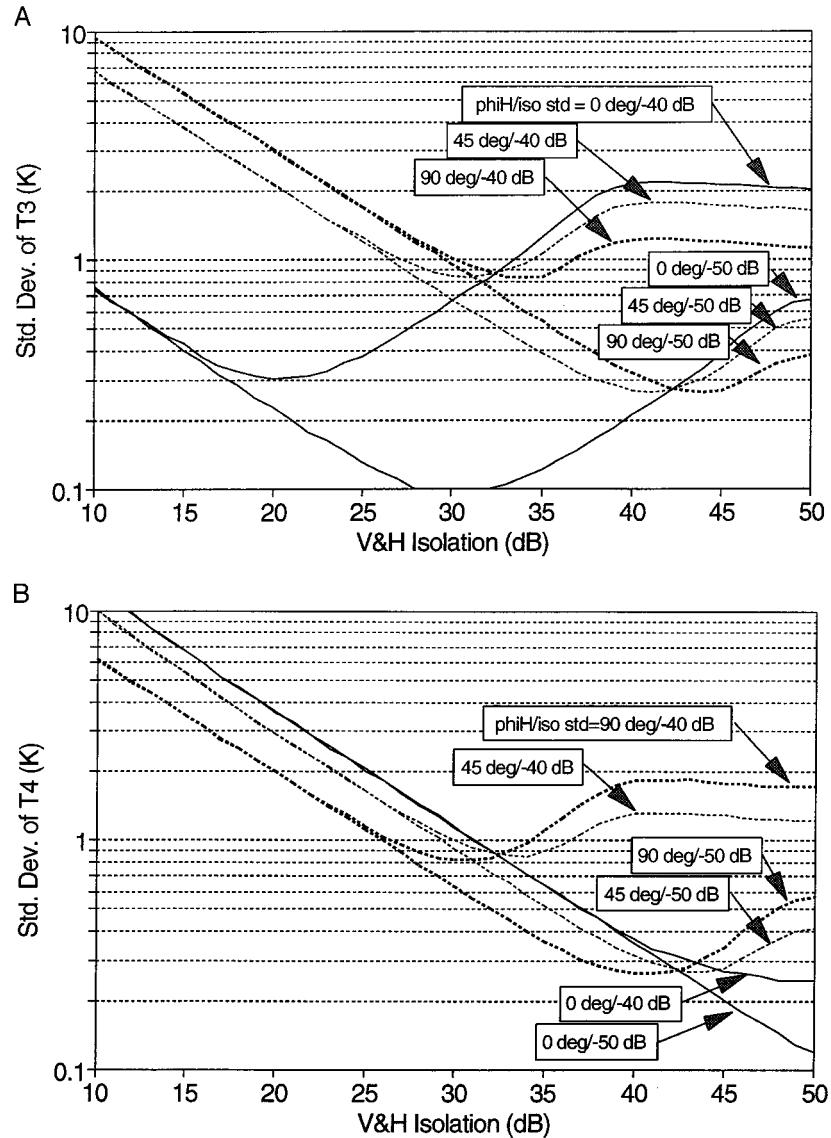 A
10
phiH/iso std = 0 deg/-40 dB
45 deg/-40 dB
90 deg/-40 dB
1
0 deg/-50 dB
45 deg/-50 dB
90 deg/-50 dB
Std. Dev. of T3 (K)
0.1
10 15 20 25 30 35 40 45 50
V&H Isolation (dB)
B
10
phiH/iso std=90 deg/-40 dB
45 deg/-40 dB
1
90 deg/-50 dB
45 deg/-50 dB
Std. Dev. of T4 (K)
0 deg/-40 dB
0 deg/-50 dB
0.1
10 15 20 25 30 35 40 45 50
V&H Isolation (dB)